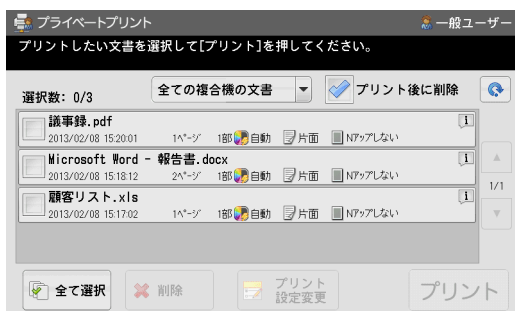 プライベートプリント
一般ユーザー
プリントしたい文書を選択して[プリント]を押してください。
選択数: 0/3
全ての複合機の文書
プリント後に削除
議事録.pdf
2013/02/08 15:20:01 1ﾍﾟｰｼﾞ 1部 自動 片面 Nｱｯﾌﾟしない
Microsoft Word - 報告書.docx
2013/02/08 15:18:12 2ﾍﾟｰｼﾞ 1部 自動 片面 Nｱｯﾌﾟしない
1/1
顧客リスト.xls
2013/02/08 15:17:02 1ﾍﾟｰｼﾞ 1部 自動 片面 Nｱｯﾌﾟしない
全て選択
削除
プリント
設定変更
プリント